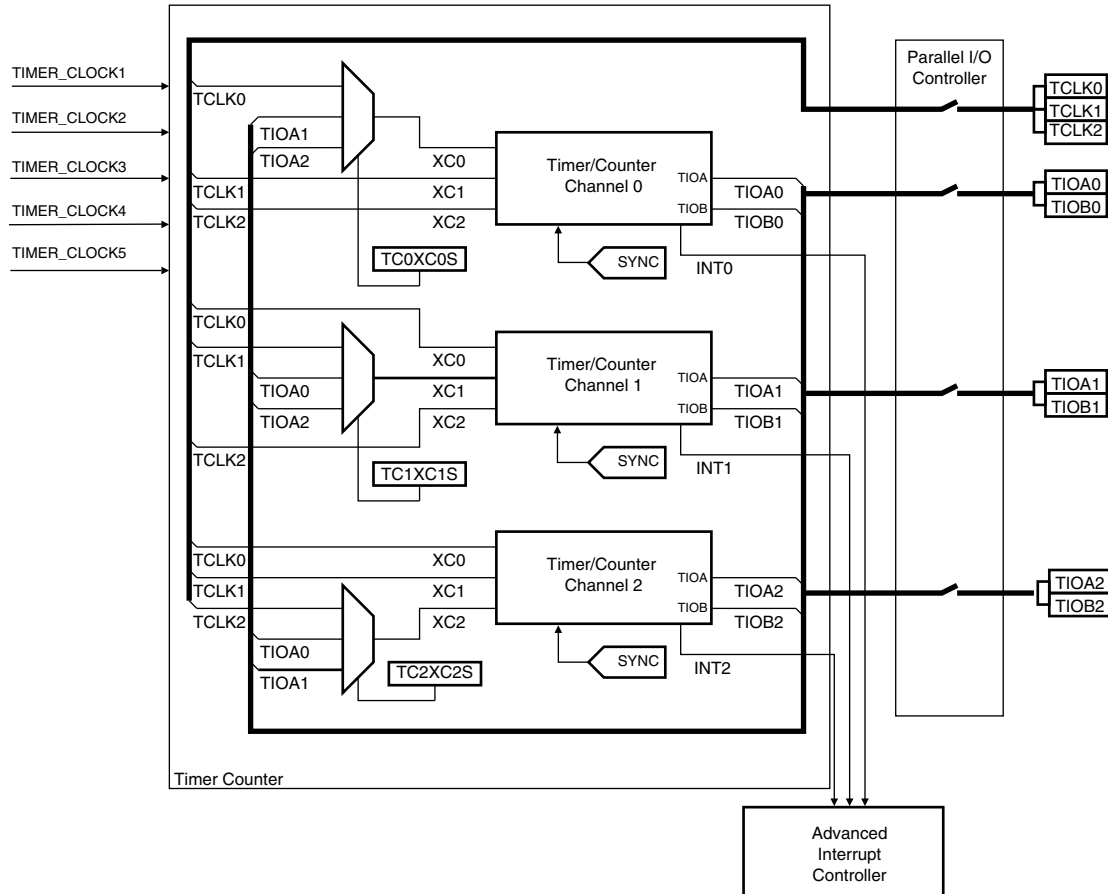 TIMER_CLOCK1
TIMER_CLOCK2
TIMER_CLOCK3
TIMER_CLOCK4
TIMER_CLOCK5
TCLK0
TIOA1
TIOA2
TCLK1
TCLK2
XC0
XC1
XC2
Timer/Counter
Channel 0
TIOA
TIOB
TIOA0
TIOB0
TC0XC0S
SYNC
INT0
TCLK0
TCLK1
TIOA0
TIOA2
TCLK2
XC0
XC1
XC2
Timer/Counter
Channel 1
TIOA
TIOB
TIOA1
TIOB1
TC1XC1S
SYNC
INT1
TCLK0
TCLK1
TCLK2
TIOA0
TIOA1
XC0
XC1
XC2
Timer/Counter
Channel 2
TIOA
TIOB
TIOA2
TIOB2
TC2XC2S
SYNC
INT2
Timer Counter
Parallel I/O
Controller
TCLK0
TCLK1
TCLK2
TIOA0
TIOB0
TIOA1
TIOB1
TIOA2
TIOB2
Advanced
Interrupt
Controller